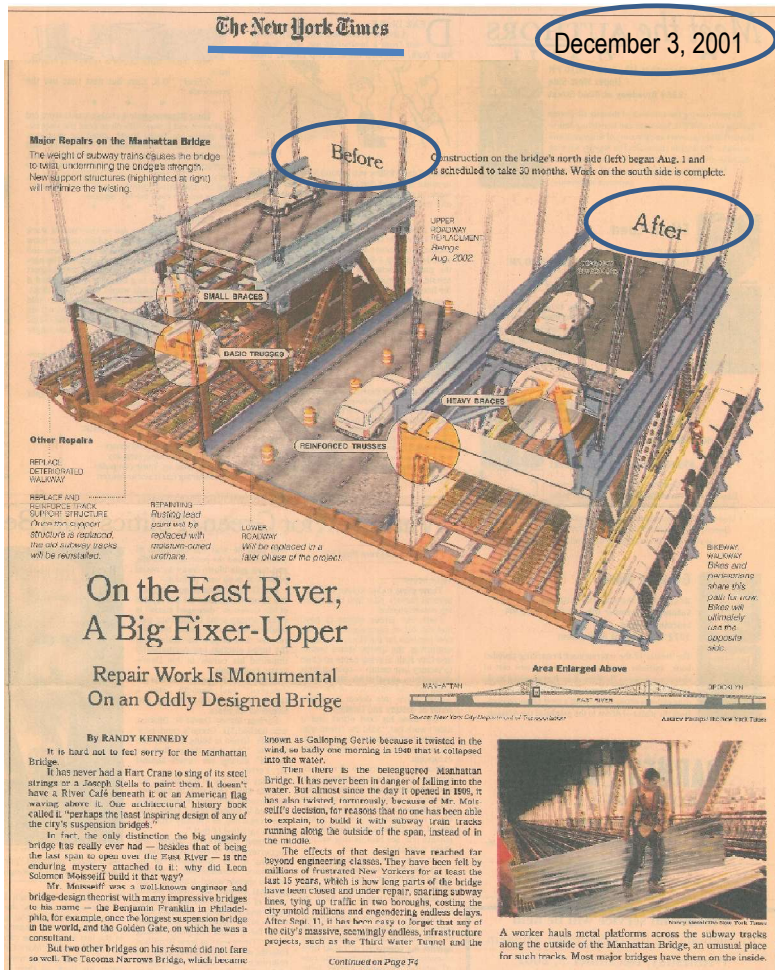 The New York Times
December 3, 2001
Major Repairs on the Manhattan Bridge
The weight of subway trains causes the bridge
to twist, undermining the bridge's strength.
New support structures (highlighted at right)
will minimize the twisting.
Before
Construction on the bridge's north side (left) began Aug. 1 and
is scheduled to take 30 months. Work on the south side is complete.
After
UPPER
ROADWAY
REPLACEMENT
Beings
Aug. 2002
SMALL BRACES
BASIC TRUSSES
HEAVY BRACES
REINFORCED TRUSSES
Other Repairs
REPLACE
DETERIORATED
WALKWAY
REPLACE AND
REINFORCE TRACK
SUPPORT STRUCTURE
Once the support
structure is replaced,
the old subway tracks
will be reinstalled.
REPAINTING
Rusting lead
paint will be
replaced with
moisture-cured
urethane.
LOWER
ROADWAY
Will be replaced in a
later phase of the project.
BIKEWAY
WALKWAY
Bikes and
pedestrians
share this
path for now.
Bikes will
ultimately
use the
opposite
side.
On the East River,
A Big Fixer-Upper
Repair Work Is Monumental
On an Oddly Designed Bridge
Area Enlarged Above
MANHATTAN
BROOKLYN
EAST RIVER
Source: New York City Department of Transportation
The New York Times
By RANDY KENNEDY
It is hard not to feel sorry for the Manhattan
Bridge.
It has never had a Hart Crane to sing of its steel
strings or a Joseph Stella to paint them. It doesn't
have a River Café beneath it or an American flag
waving above it. One architectural history book
called it "perhaps the least inspiring design of any of
the city's suspension bridges."
In fact, the only distinction the big ungainly
bridge has really ever had — besides that of being
the last span to open over the East River — is the
enduring mystery attached to it: why did Leon
Solomon Moisseiff build it that way?
Mr. Moisseiff was a well-known engineer and
bridge-design theorist with many impressive bridges
to his name — the Benjamin Franklin in Philadel-
phia, for example, once the longest suspension bridge
in the world, and the Golden Gate, on which he was a
consultant.
But two other bridges on his résumé did not fare
so well. The Tacoma Narrows Bridge, which became
known as Galloping Gertie because it twisted in the
wind, so badly one morning in 1940 that it collapsed
into the water.
Then there is the beleaguered Manhattan
Bridge. It has never been in danger of falling into the
water. But almost since the day it opened in 1909, it
has also twisted, torturously, because of Mr. Mois-
seiff's decision, for reasons that no one has been able
to explain, to build it with subway train tracks
running along the outside of the span, instead of in
the middle.
The effects of that design have reached far
beyond engineering classes. They have been felt by
millions of frustrated New Yorkers for at least the
last 15 years, which is how long parts of the bridge
have been closed and under repair, snarling subway
lines, tying up traffic in two boroughs, costing the
city untold millions and engendering endless delays.
After Sept. 11, it has been easy to forget that any of
the city's massive, seemingly endless, infrastructure
projects, such as the Third Water Tunnel and the
Continued on Page F4
The New York Times
A worker hauls metal platforms across the subway tracks
along the outside of the Manhattan Bridge, an unusual place
for such tracks. Most major bridges have them on the inside.